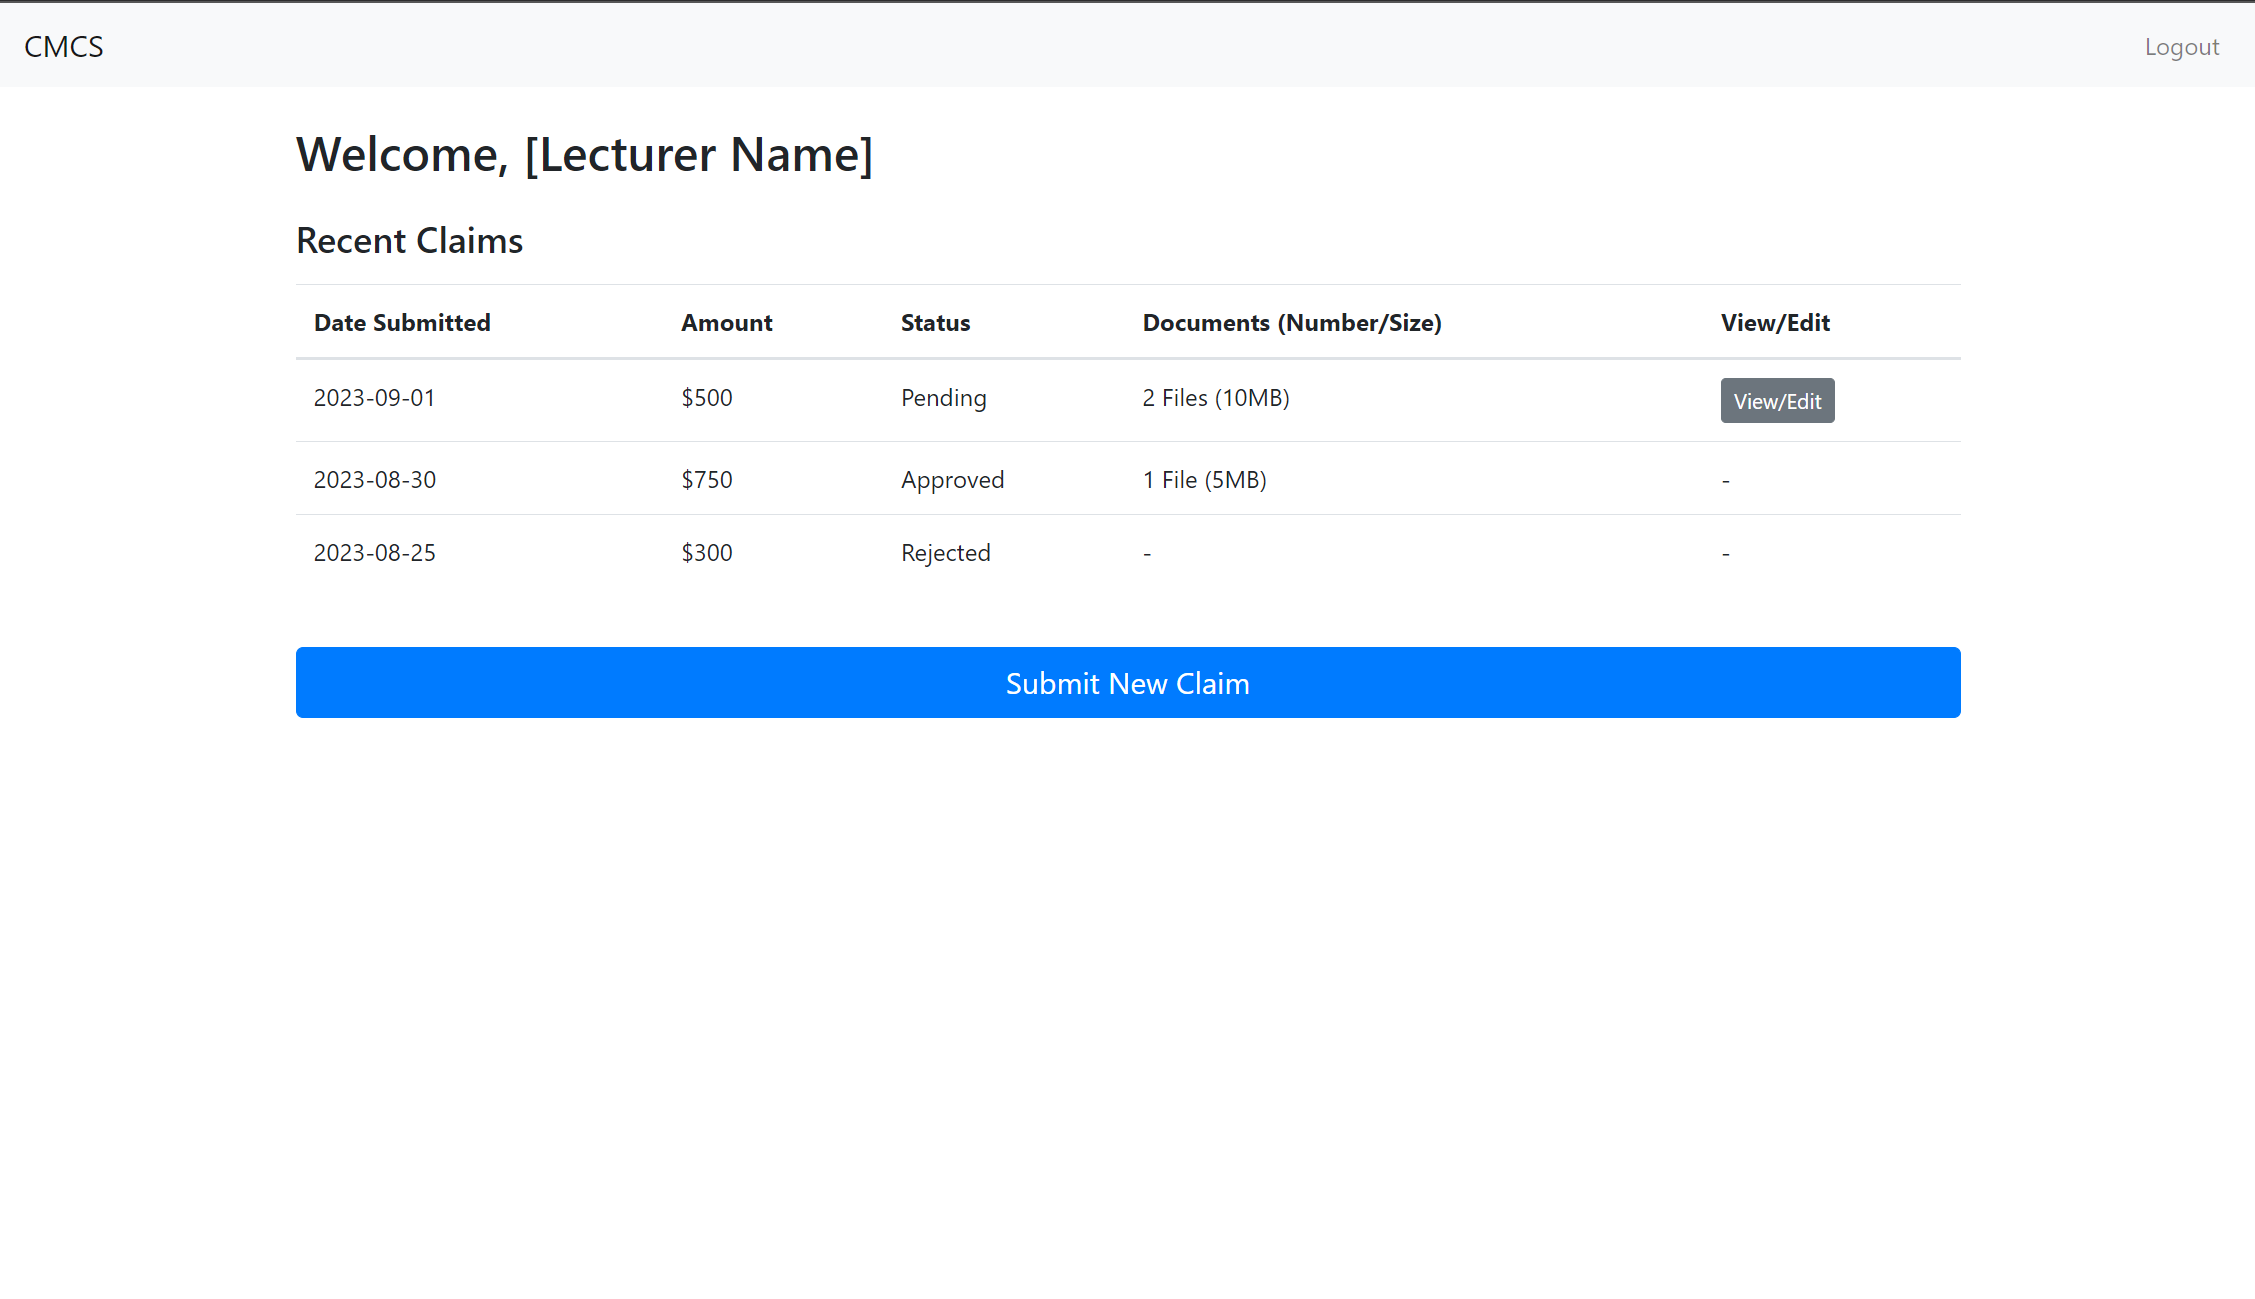 CMCS Logout
Welcome, [Lecturer Name]
Recent Claims
Date Submitted Amount Status Documents (Number/Size) View/Edit
2023-09-01 $500 Pending 2 Files (10MB) View/Edit
2023-08-30 $750 Approved 1 File (5MB) -
2023-08-25 $300 Rejected - -
Submit New Claim